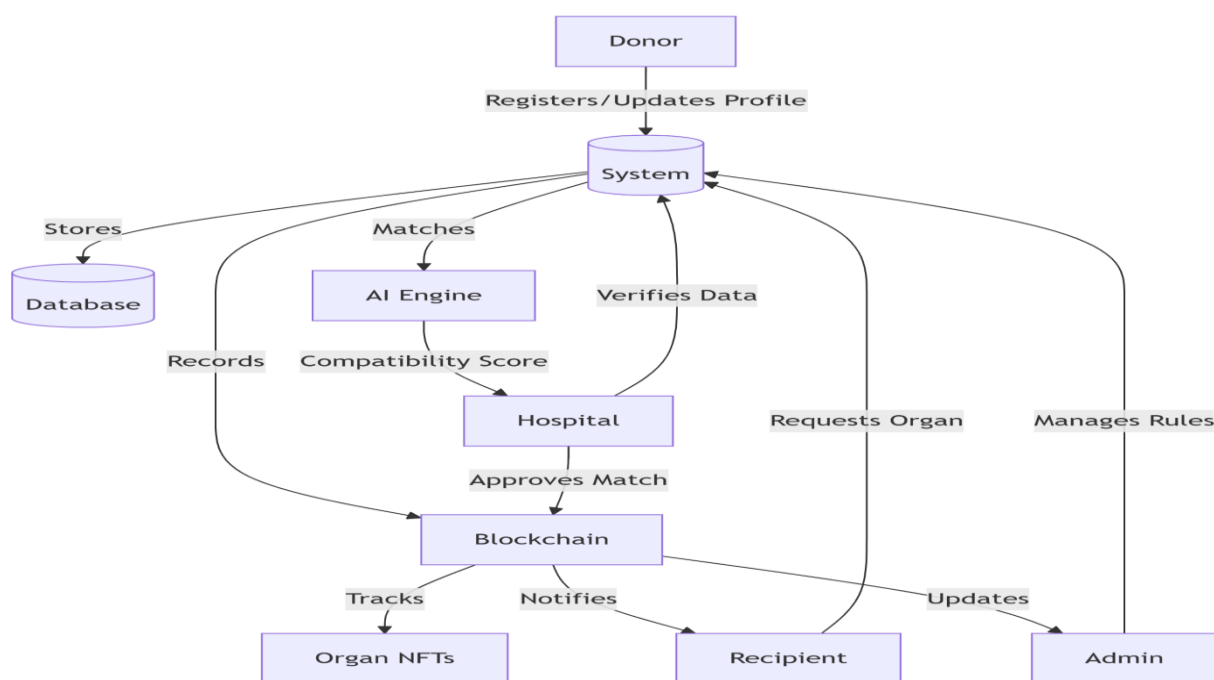 Donor
Registers/Updates Profile
System
Stores
Matches
Database
AI Engine
Verifies Data
Records
Compatibility Score
Hospital
Requests Organ
Manages Rules
Approves Match
Blockchain
Tracks
Notifies
Updates
Organ NFTs
Recipient
Admin